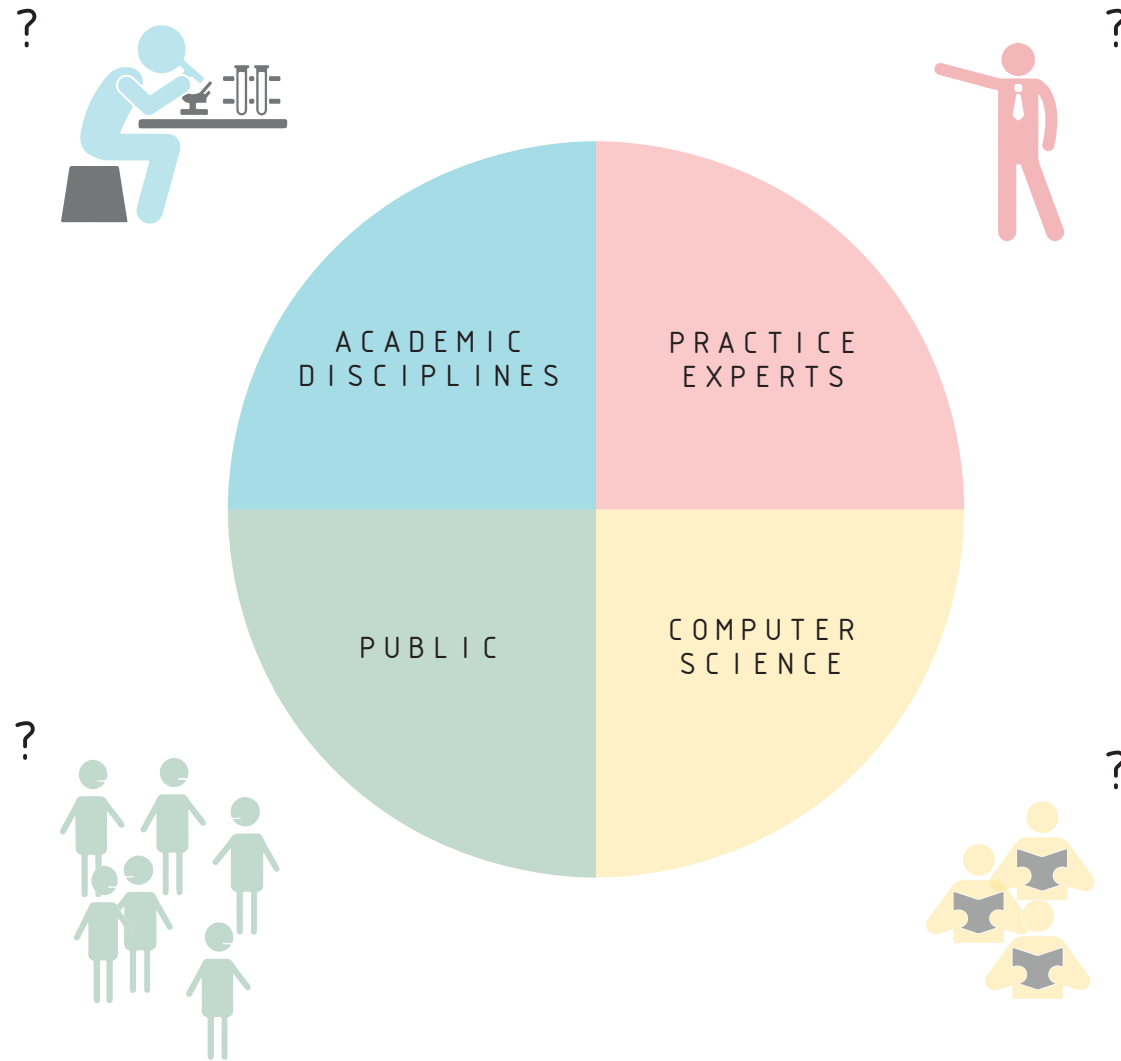 ?
?
ACADEMIC
DISCIPLINES
PRACTICE
EXPERTS
PUBLIC
COMPUTER
SCIENCE
?
?